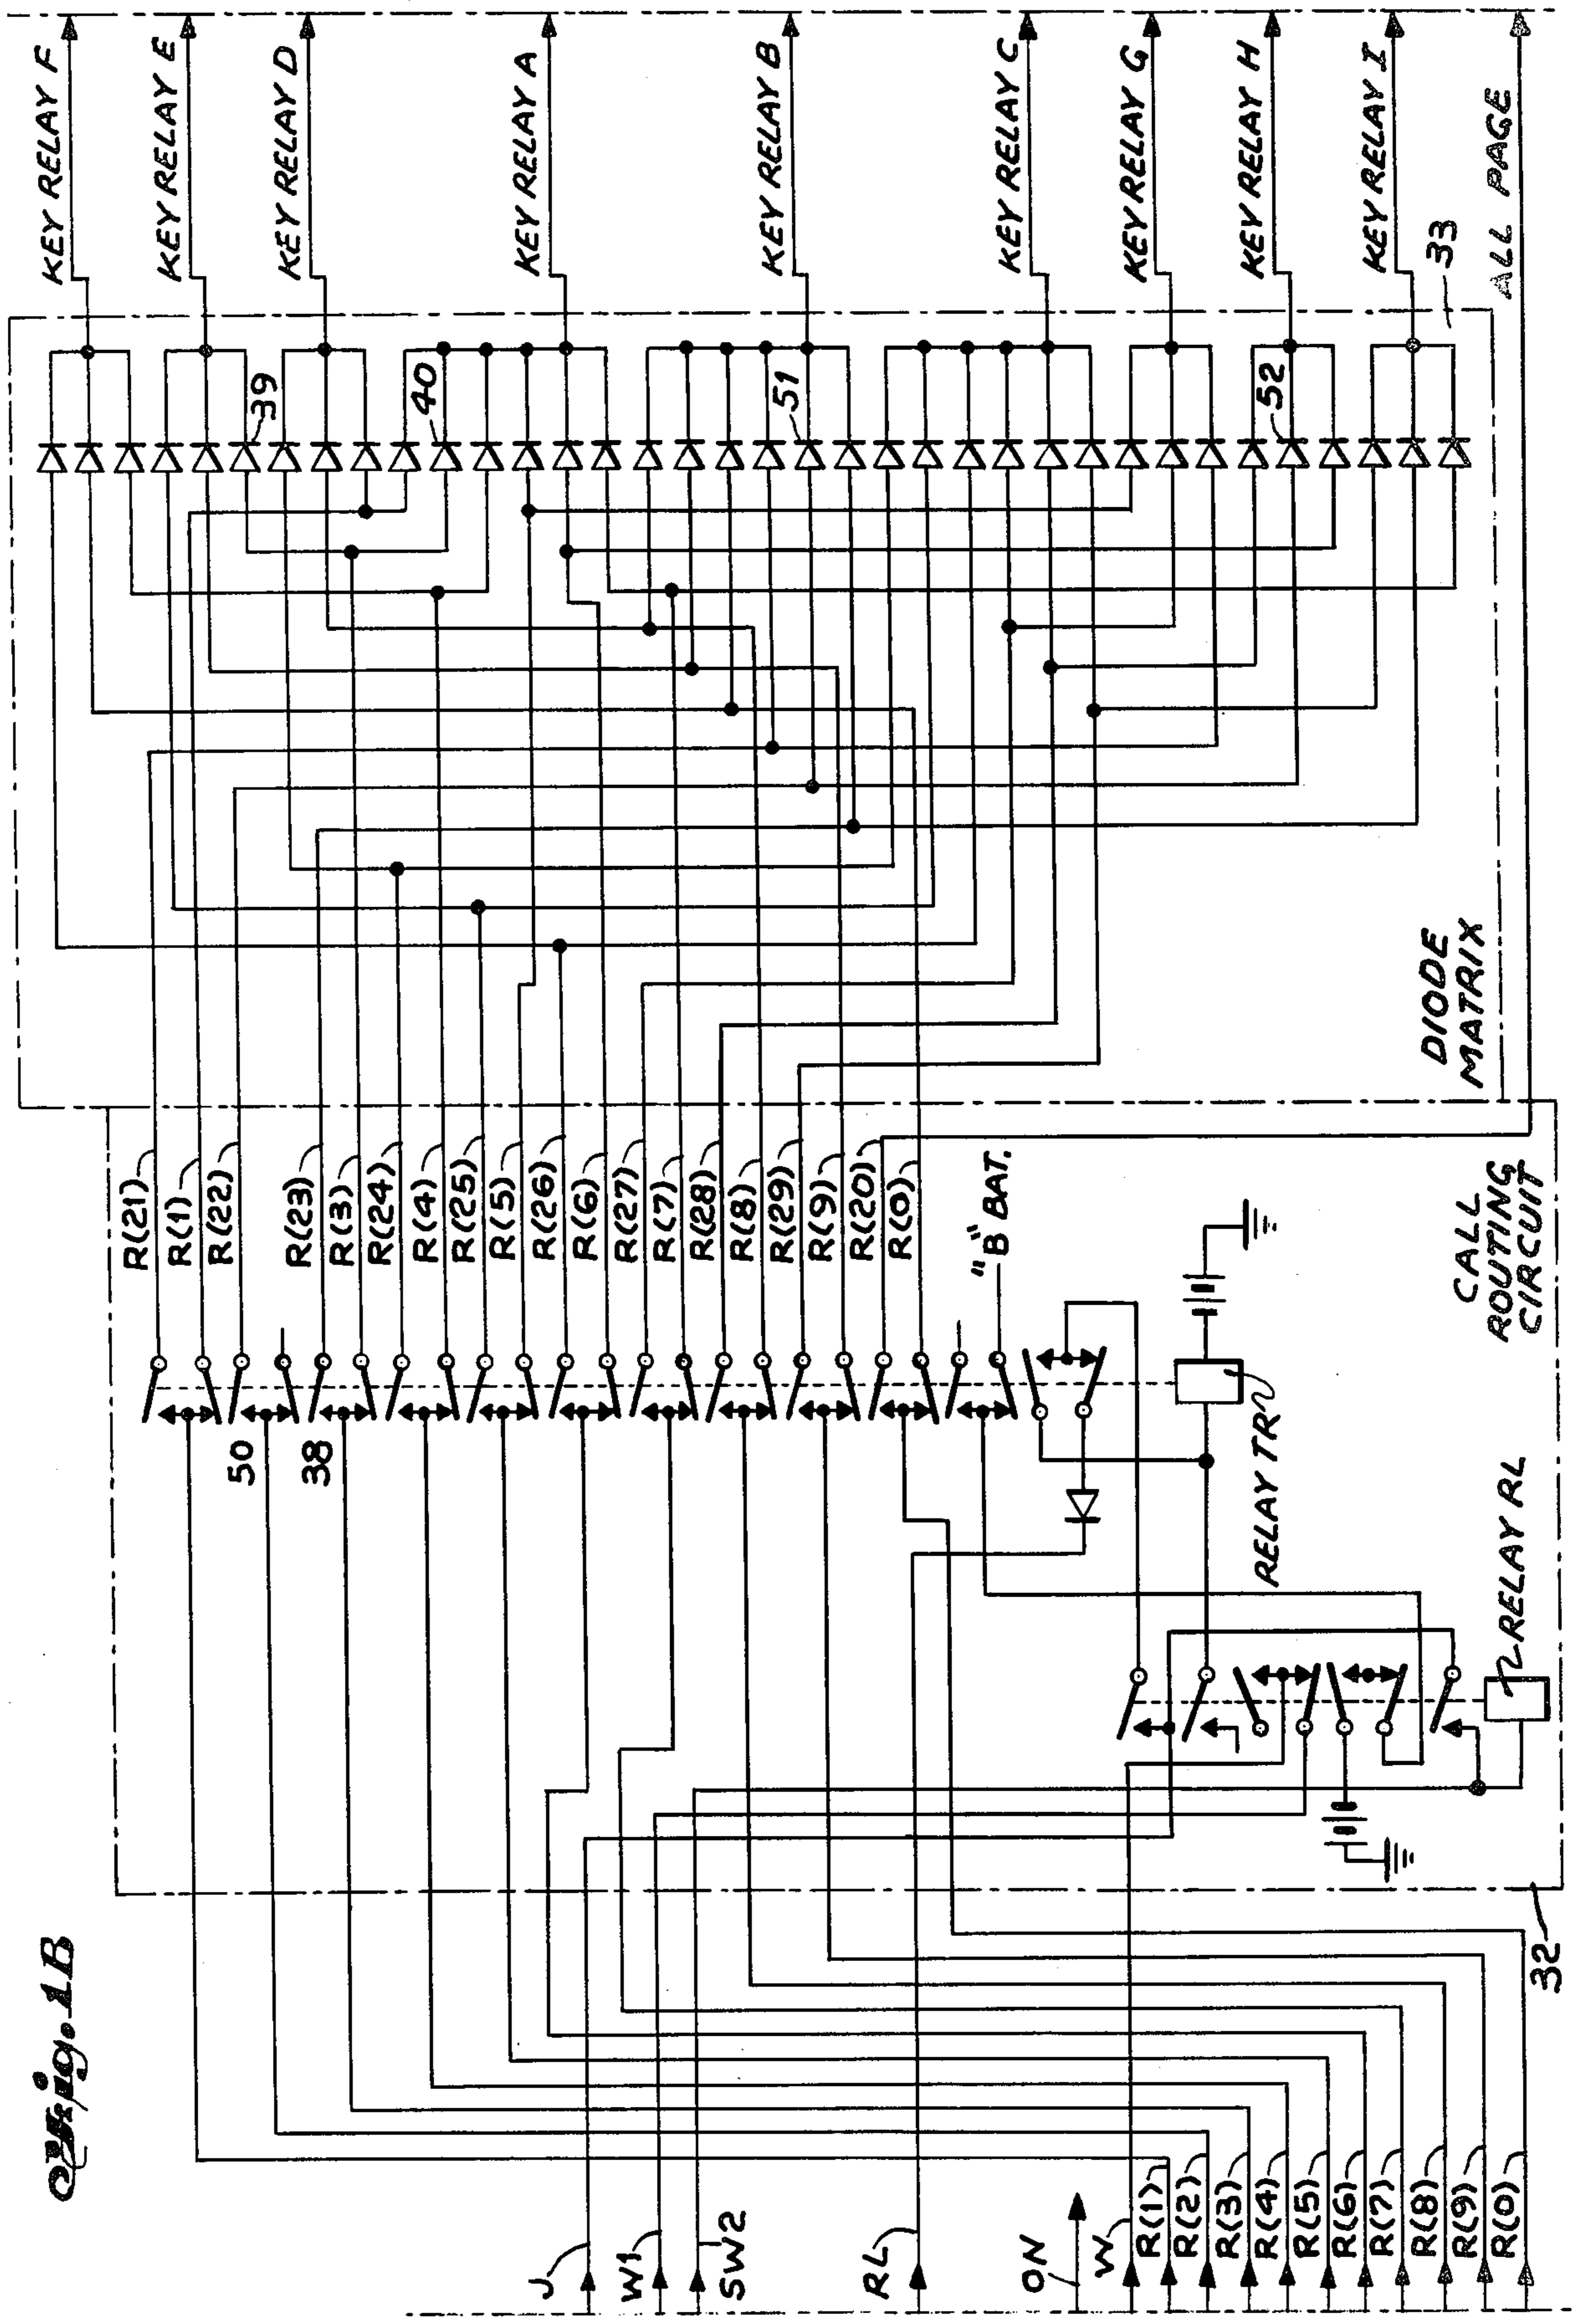 Fig. 1B
KEY RELAY F
KEY RELAY E
KEY RELAY D
KEY RELAY A
KEY RELAY B
KEY RELAY C
KEY RELAY G
KEY RELAY H
KEY RELAY I
ALL PAGE
33
39
40
51
52
DIODE
MATRIX
R(21)
R(1)
R(22)
R(23)
R(3)
R(24)
R(4)
R(25)
R(5)
R(26)
R(6)
R(27)
R(7)
R(28)
R(8)
R(29)
R(9)
R(20)
R(0)
"B" BAT.
CALL
ROUTING
CIRCUIT
50
38
RELAY TR
RELAY RL
32
J
W1
SW2
RL
ON
W
R(1)
R(2)
R(3)
R(4)
R(5)
R(6)
R(7)
R(8)
R(9)
R(0)